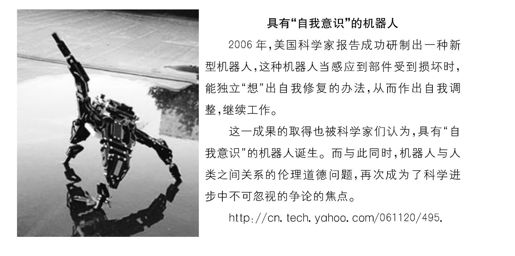 具有“自我意识”的机器人
2006年,美国科学家报告成功研制出一种新
型机器人,这种机器人当感应到部件受到损坏时,
能独立“想”出自我修复的办法,从而作出自我调
整,继续工作。
这一成果的取得也被科学家们认为,具有“自
我意识”的机器人诞生。而与此同时,机器人与人
类之间关系的伦理道德问题,再次成为了科学进
步中不可忽视的争论的焦点。
http://cn.tech.yahoo.com/061120/495.